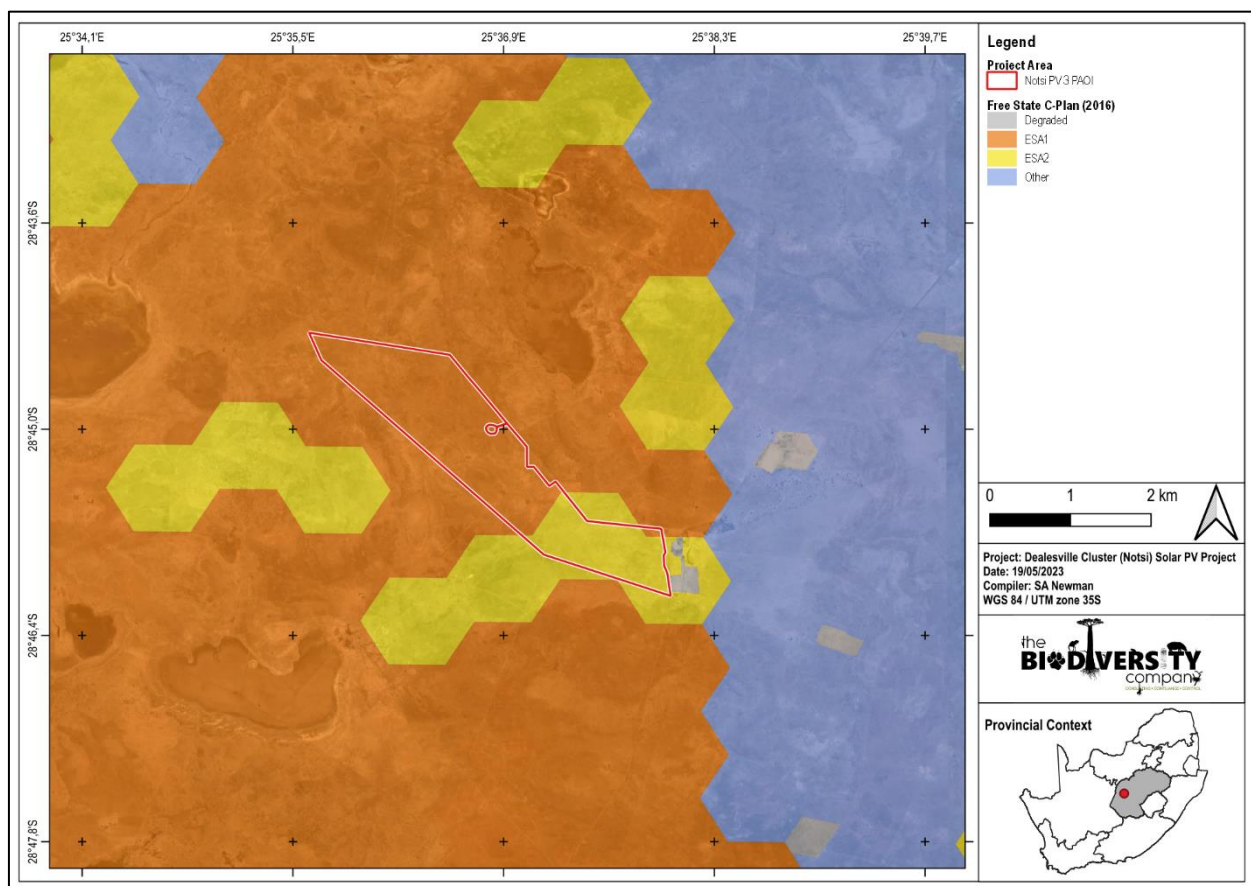 25°34,1'E 25°35,5'E 25°36,9'E 25°38,3'E 25°39,7'E
28°43,6'S
28°45,0'S
28°46,4'S
28°47,8'S
Legend
Project Area
Notsi PV3 PAOI
Free State C-Plan (2016)
Degraded
ESA1
ESA2
Other
0 1 2 km
Project: Dealesville Cluster (Notsi) Solar PV Project
Date: 19/05/2023
Compiler: SA Newman
WGS 84 / UTM zone 35S
the
BIODIVERSITY
company
Provincial Context